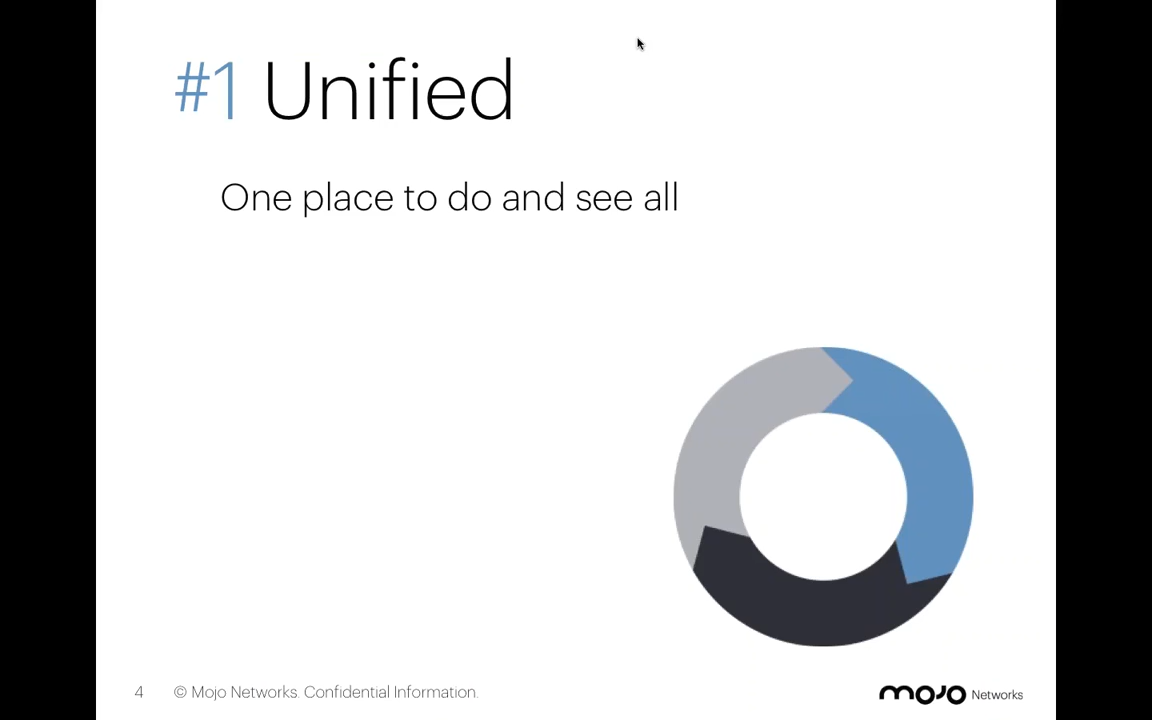 #1 Unified
One place to do and see all
4 © Mojo Networks. Confidential Information.
mojo Networks